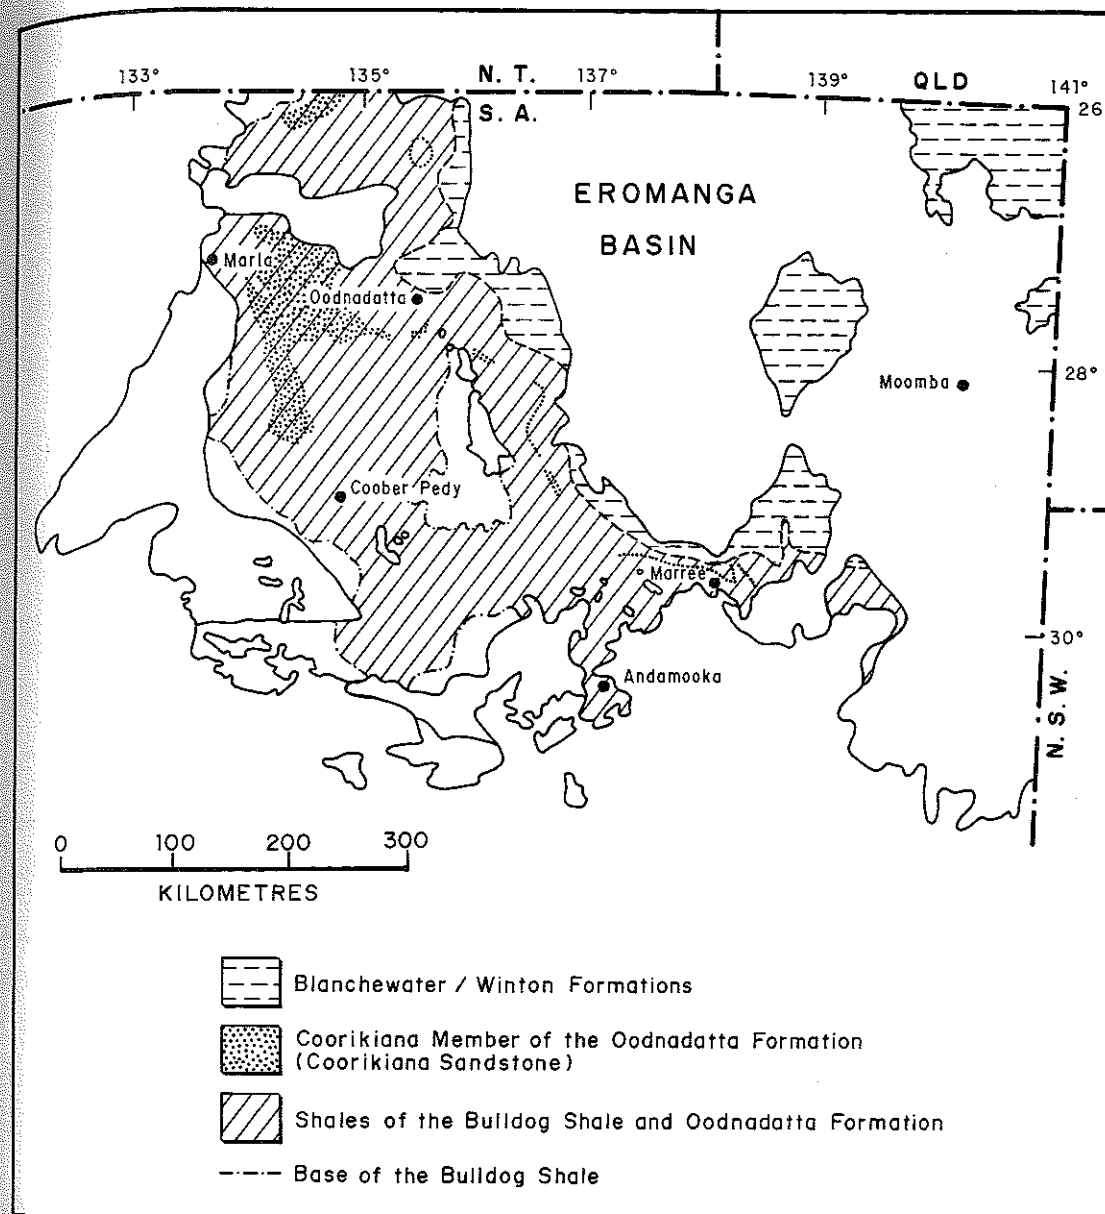 133°
135°
N. T.
137°
139°
QLD
141°
S. A.
26
EROMANGA
BASIN
Marla
Oodnadatta
28°
Moomba
Coober Pedy
Marree
30°
Andamooka
N. S. W.
0 100 200 300
KILOMETRES
Blanchewater / Winton Formations
Coorikiana Member of the Oodnadatta Formation
(Coorikiana Sandstone)
Shales of the Bulldog Shale and Oodnadatta Formation
Base of the Bulldog Shale